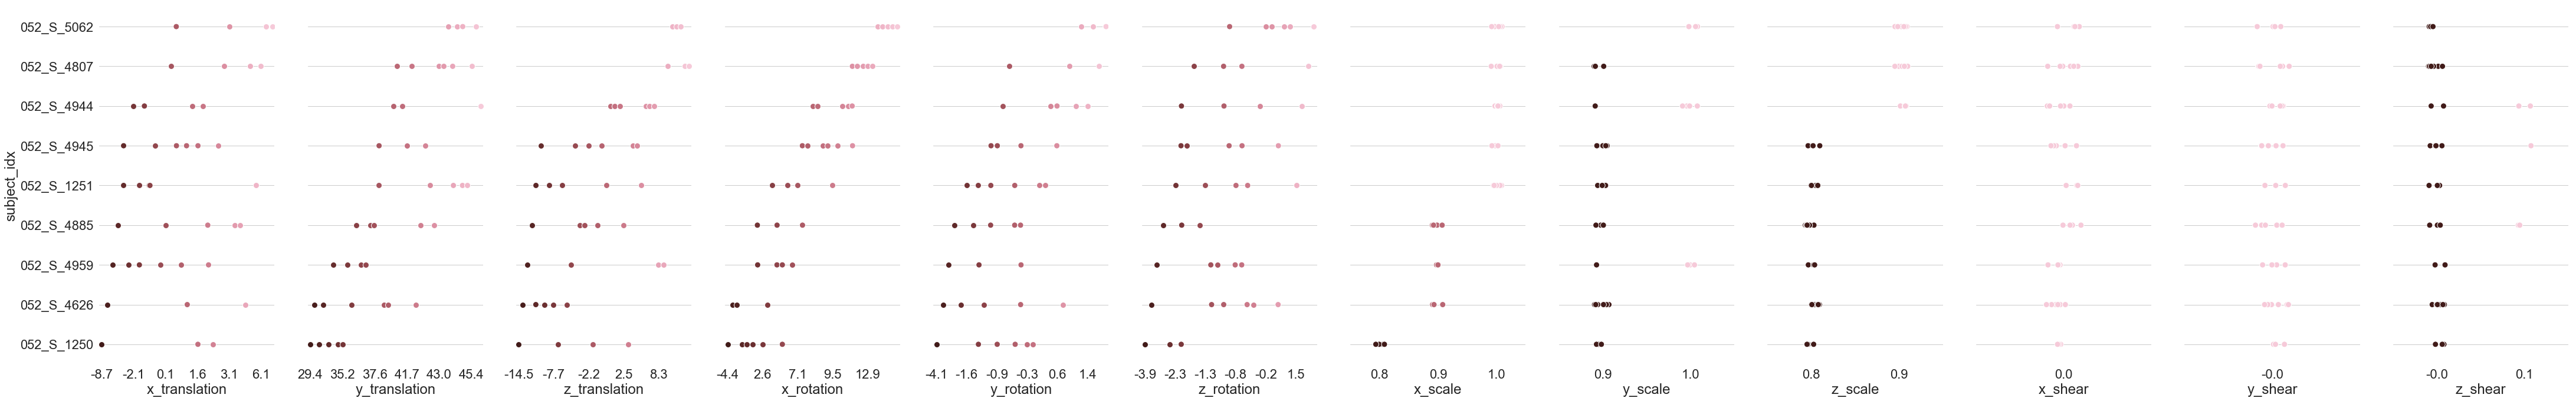 subject_idx
052_S_5062
052_S_4807
052_S_4944
052_S_4945
052_S_1251
052_S_4885
052_S_4959
052_S_4626
052_S_1250
-8.7 -2.1 0.1 1.6 3.1 6.1
x_translation
29.4 35.2 37.6 41.7 43.0 45.4
y_translation
-14.5 -7.7 -2.2 2.5 8.3
z_translation
-4.4 2.6 7.1 9.5 12.9
x_rotation
-4.1 -1.6 -0.9 -0.3 0.6 1.4
y_rotation
-3.9 -2.3 -1.3 -0.8 -0.2 1.5
z_rotation
0.8 0.9 1.0
x_scale
0.9 1.0
y_scale
0.8 0.9
z_scale
0.0
x_shear
-0.0
y_shear
-0.0 0.1
z_shear